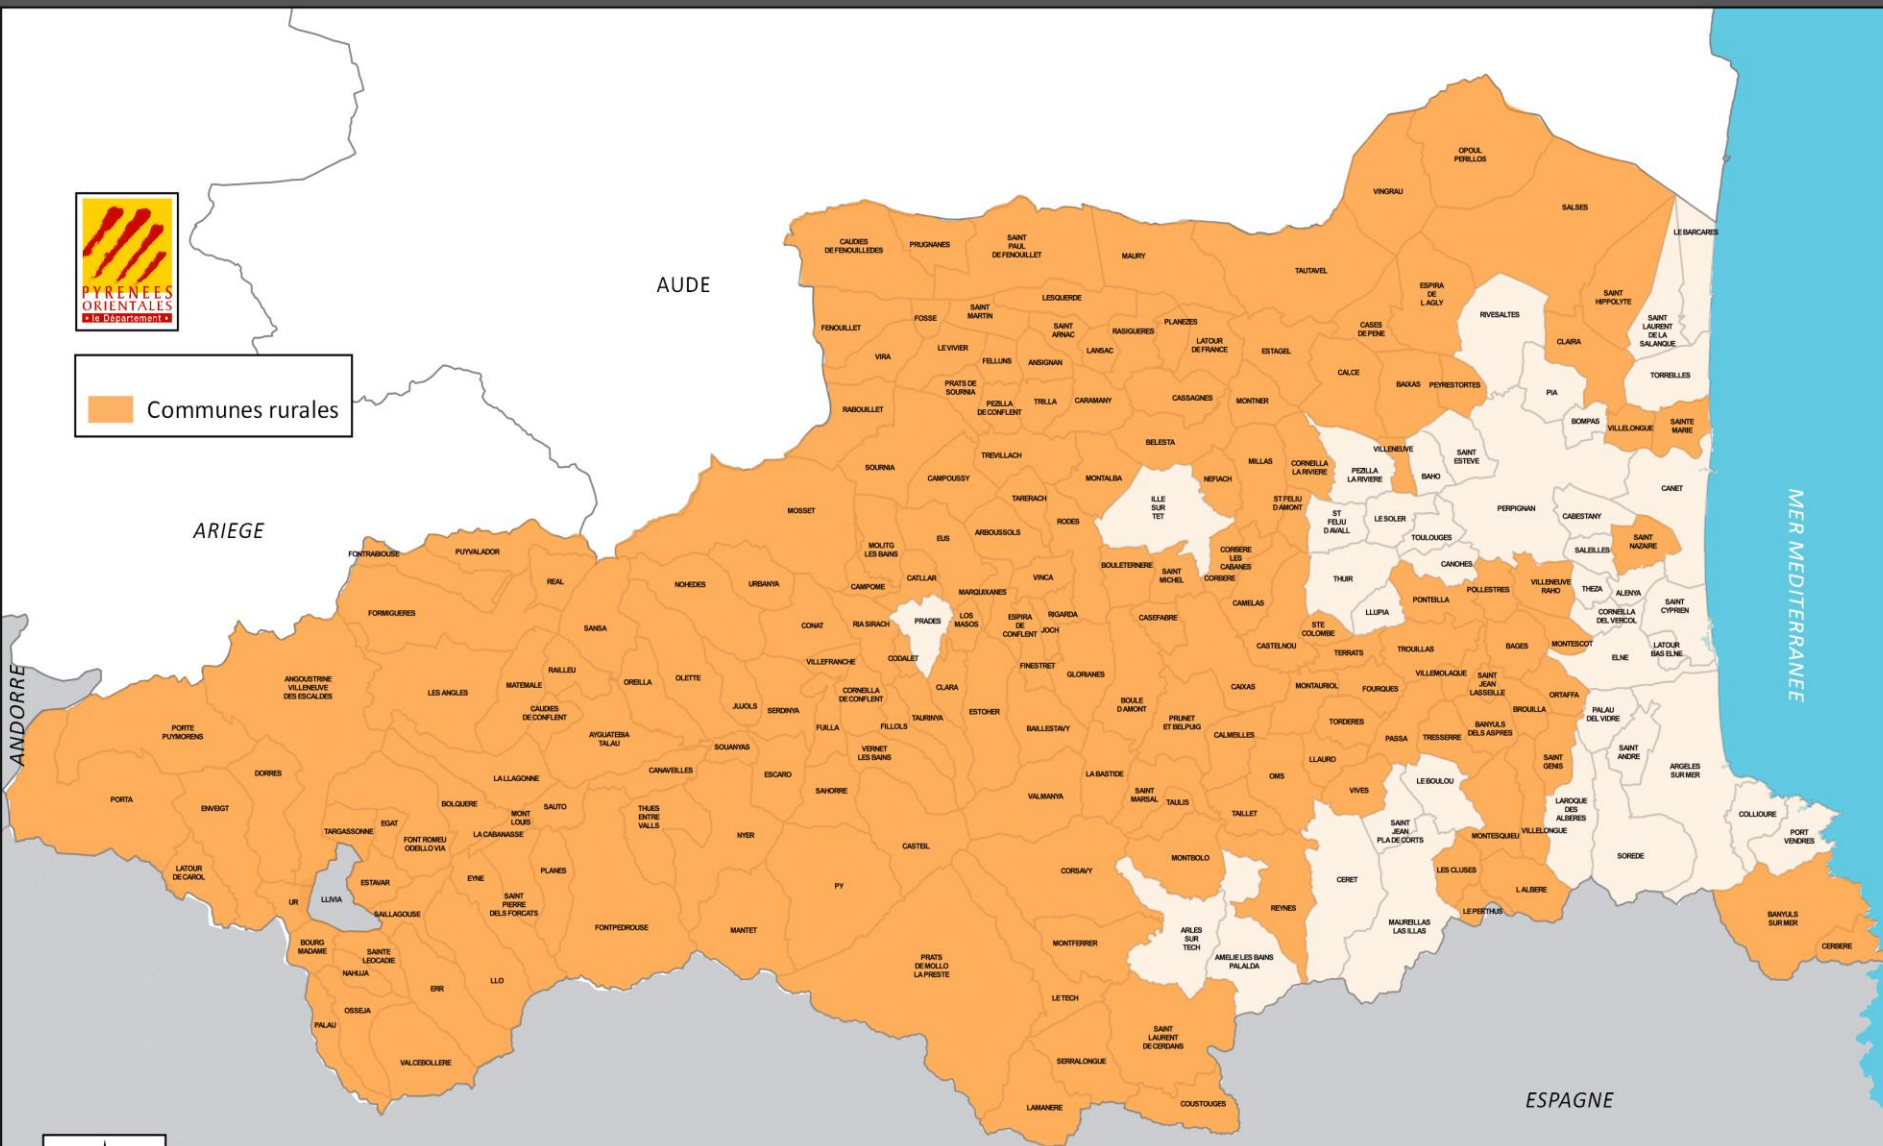 PYRENEES
ORIENTALES
• le Département •
Communes rurales
AUDE
ARIEGE
ANDORRE
ESPAGNE
MER MEDITERRANEE
OPOUL
PERILLOS
VINGRAU
SALSES
LE BARCARES
CAUDIES
DE FENOUILLEDES
PRUGNANES
SAINT
PAUL
DE FENOUILLET
MAURY
TAUTAVEL
ESPIRA
DE
L AGLY
SAINT
HIPPOLYTE
RIVESALTES
SAINT
LAURENT
DE LA
SALANQUE
FENOUILLET
FOSSE
SAINT
MARTIN
LESQUERDE
SAINT
ARNAC
RASIGUERES
PLANEZES
LATOUR
DE FRANCE
CASES
DE PENE
CLAIRA
VIRA
LE VIVIER
FELLUNS
ANSIGNAN
LANSAC
ESTAGEL
CALCE
BAIXAS
PEYRESTORTES
PIA
TORREILLES
RABOUILLET
PRATS DE
SOURNIA
PEZILLA
DE CONFLENT
TRILLA
CARAMANY
CASSAGNES
MONTNER
BOMPAS
VILLELONGUE
SAINTE
MARIE
SOURNIA
CAMPOUSSY
TREVILLACH
BELESTA
MONTALBA
NEFIACH
MILLAS
CORNEILLA
LA RIVIERE
PEZILLA
LA RIVIERE
VILLENEUVE
BAHO
SAINT
ESTEVE
MOSSET
TARERACH
RODES
ILLE
SUR
TET
ST FELIU
D AMONT
ST
FELIU
D AVALL
LE SOLER
TOULOUGES
PERPIGNAN
CABESTANY
CANET
MOLITG
LES BAINS
EUS
ARBOUSSOLS
BOULETERNERE
SAINT
MICHEL
CORBERE
LES
CABANES
CORBERE
CANOHES
SALEILLES
SAINT
NAZAIRE
FONTRABIOUSE
PUYVALADOR
REAL
NOHEDES
URBANYA
CAMPOME
CATLLAR
MARQUIXANES
VINCA
THUIR
LLUPIA
PONTEILLA
POLLESTRES
VILLENEUVE
RAHO
THEZA
ALENYA
CORNEILLA
DEL VERCOL
SAINT
CYPRIEN
FORMIGUERES
SANSA
CONAT
RIA SIRACH
PRADES
LOS
MASOS
ESPIRA
DE
CONFLENT
RIGARDA
JOCH
CASEFABRE
CAMELAS
STE
COLOMBE
CASTELNOU
TERRATS
TROUILLAS
BAGES
MONTESCOT
ELNE
LATOUR
BAS ELNE
ANGOUSTRINE
VILLENEUVE
DES ESCALDES
LES ANGLES
MATEMALE
RAILLEU
OREILLA
OLETTE
VILLEFRANCHE
CODALET
CLARA
FINESTRET
GLORIANES
CAUDIES
DE CONFLENT
JUJOLS
SERDINYA
CORNEILLA
DE CONFLENT
FUILLA
FILLOLS
TAURINYA
ESTOHER
BAILLESTAVY
BOULE
D AMONT
PRUNET
ET BELPUIG
CAIXAS
CALMEILLES
MONTAURIOL
FOURQUES
VILLEMOLAQUE
SAINT
JEAN
LASSEILLE
BROUILLA
ORTAFFA
PALAU
DEL VIDRE
PORTE
PUYMORENS
AYGUATEBIA
TALAU
SOUANYAS
VERNET
LES BAINS
TORDERES
PASSA
TRESSERRE
BANYULS
DELS ASPRES
SAINT
GENIS
SAINT
ANDRE
ARGELES
SUR MER
PORTA
ENVEIGT
DORRES
LA LLAGONNE
CANAVEILLES
ESCARO
SAHORRE
VALMANYA
LA BASTIDE
SAINT
MARSAL
TAULIS
OMS
LLAURO
VIVES
LE BOULOU
TAILLET
LAROQUE
DES
ALBERES
COLLIOURE
PORT
VENDRES
TARGASSONNE
EGAT
BOLQUERE
FONT ROMEU
ODEILLO VIA
MONT
LOUIS
LA CABANASSE
SAUTO
THUES
ENTRE
VALLS
NYER
CASTEIL
SAINT
JEAN
PLA DE CORTS
MONTESQUIEU
VILLELONGUE
SOREDE
LATOUR
DE CAROL
UR
LLIVIA
ESTAVAR
SAILLAGOUSE
EYNE
PLANES
SAINT
PIERRE
DELS FORCATS
FONTPEDROUSE
MANTET
PY
CORSAVY
MONTBOLO
REYNES
CERET
LES CLUSES
L ALBERE
LE PERTHUS
MAUREILLAS
LAS ILLAS
BANYULS
SUR MER
CERBERE
BOURG
MADAME
SAINTE
LEOCADIE
NAHUJA
OSSEJA
PALAU
ERR
LLO
VALCEBOLLERE
PRATS
DE MOLLO
LA PRESTE
MONTFERRER
ARLES
SUR
TECH
AMELIE LES BAINS
PALALDA
LE TECH
SAINT
LAURENT
DE CERDANS
SERRALONGUE
LAMANERE
COUSTOUGES